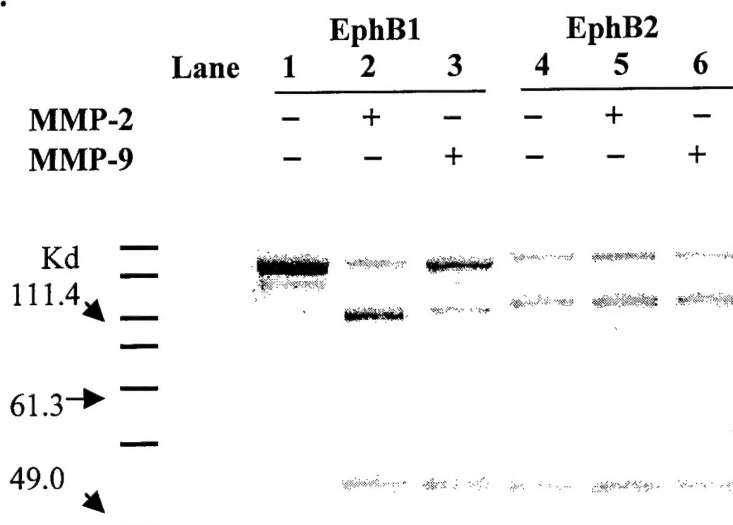 EphB1 EphB2
Lane 1 2 3 4 5 6
MMP-2 – + – – + –
MMP-9 – – + – – +
Kd
111.4
61.3
49.0